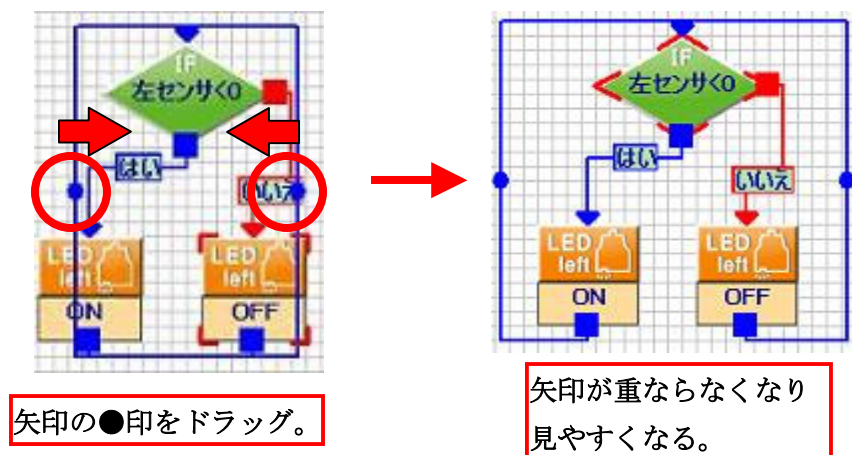 IF
左センサ<0
はい
いいえ
LED
left
ON
LED
left
OFF
矢印の●印をドラッグ。
IF
左センサ<0
はい
いいえ
LED
left
ON
LED
left
OFF
矢印が重ならなくなり
見やすくなる。